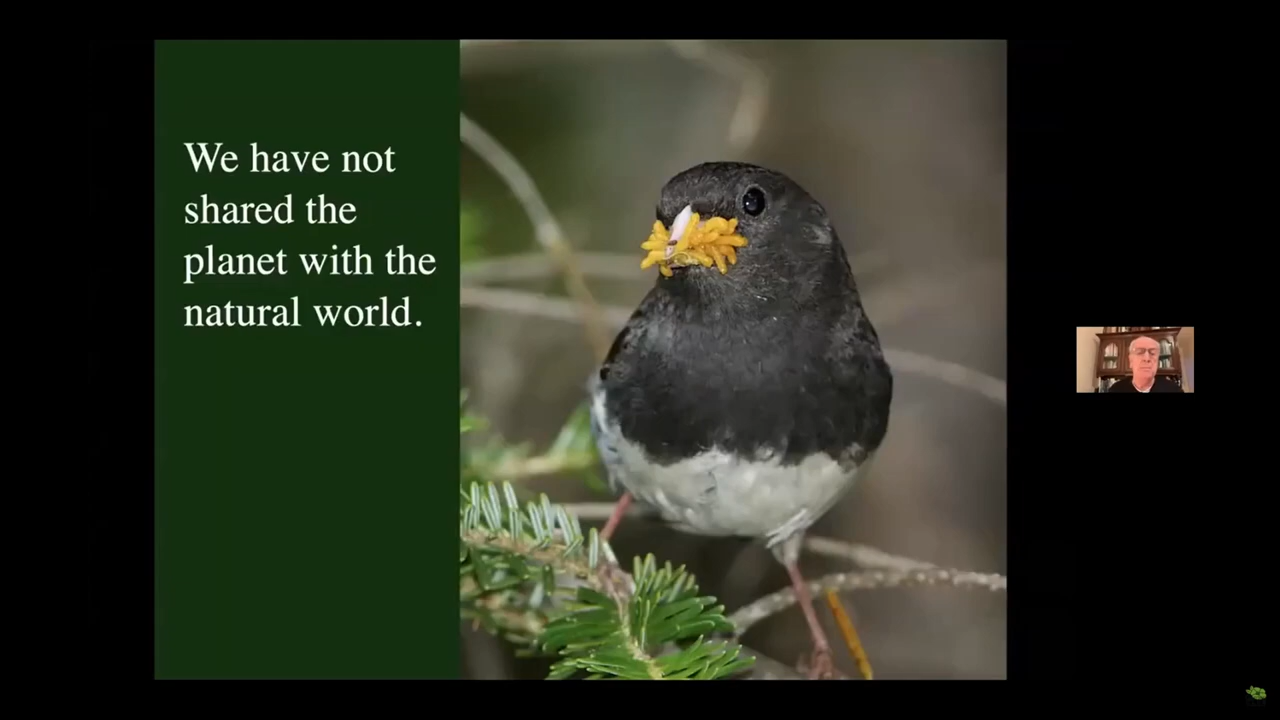 We have not
shared the
planet with the
natural world.